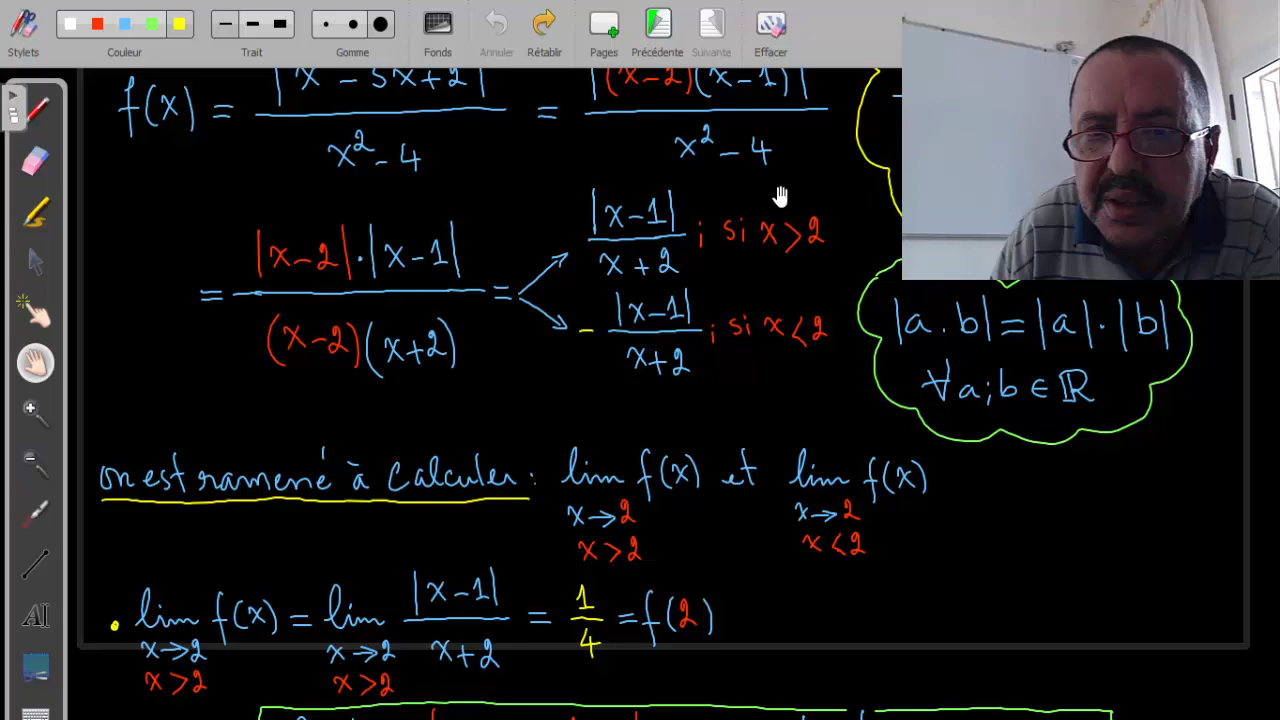 Stylets Couleur Trait Gomme Fonds Annuler Rétablir Pages Précédente Suivante Effacer
f(x) = |x - 3x+2| / x² - 4 = |(x-2)(x-1)| / x² - 4
= |x-2|·|x-1| / (x-2)(x+2) =
|x-1| / x+2 ; si x>2
- |x-1| / x+2 ; si x<2
|a.b| = |a|·|b|
∀a;b ∈ ℝ
on est ramené à calculer : lim f(x) et lim f(x)
x→2 x→2
x>2 x<2
• lim f(x) = lim |x-1| / x+2 = 1/4 = f(2)
x→2 x→2
x>2 x>2
AI